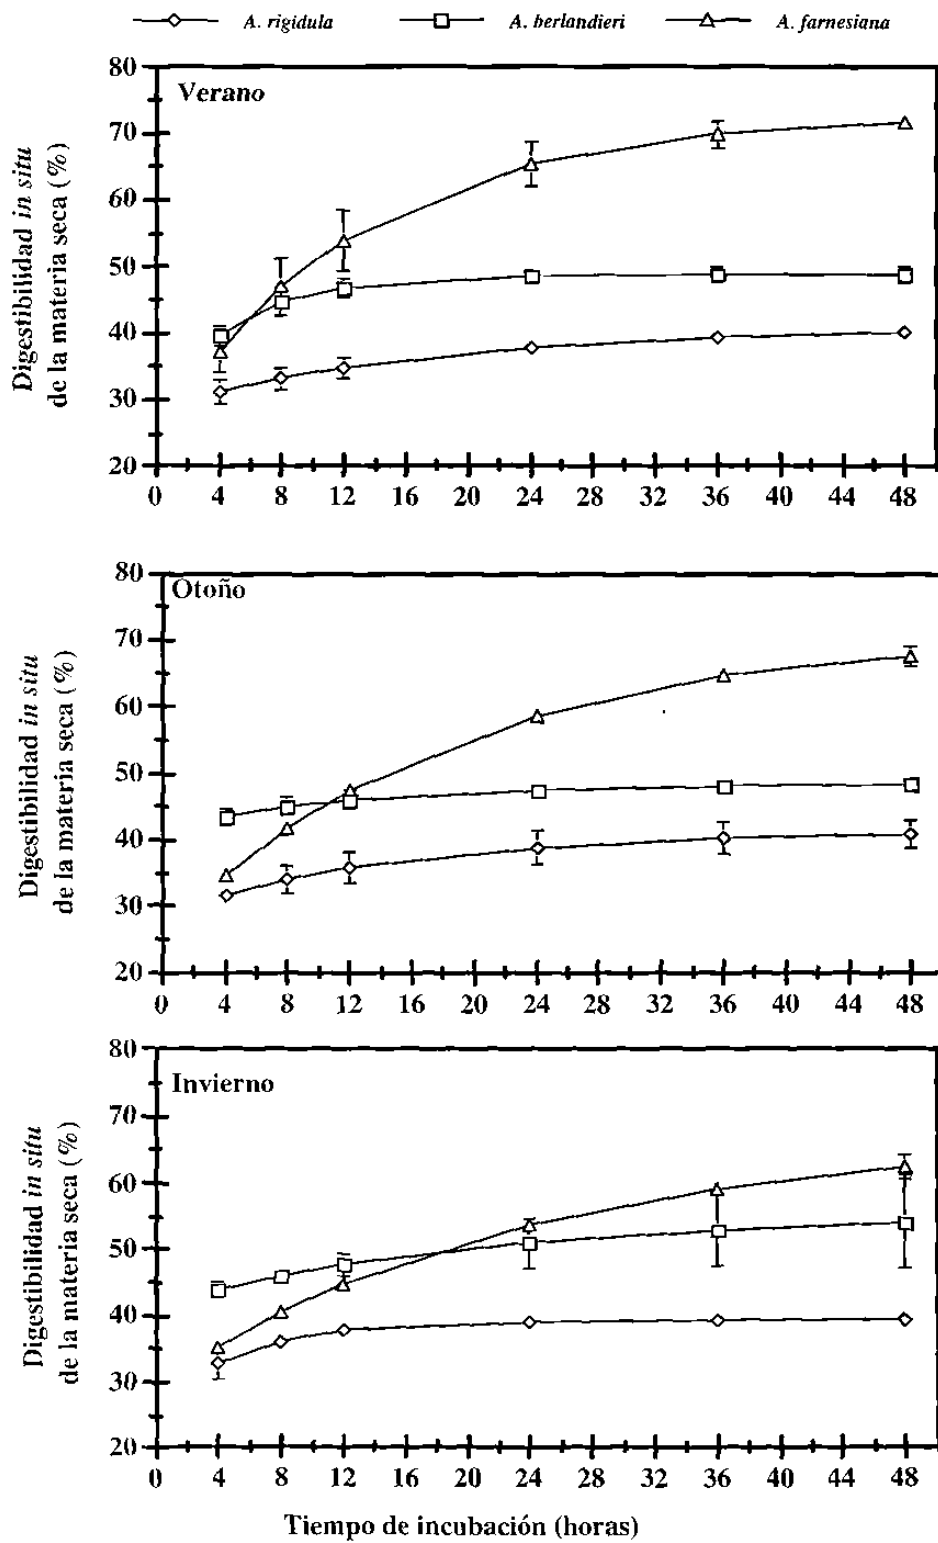 A. rigidula A. berlandieri A. farnesiana
Verano
Digestibilidad in situ
de la materia seca (%)
80
70
60
50
40
30
20
0 4 8 12 16 20 24 28 32 36 40 44 48
Otoño
Digestibilidad in situ
de la materia seca (%)
80
70
60
50
40
30
20
0 4 8 12 16 20 24 28 32 36 40 44 48
Invierno
Digestibilidad in situ
de la materia seca (%)
80
70
60
50
40
30
20
0 4 8 12 16 20 24 28 32 36 40 44 48
Tiempo de incubación (horas)